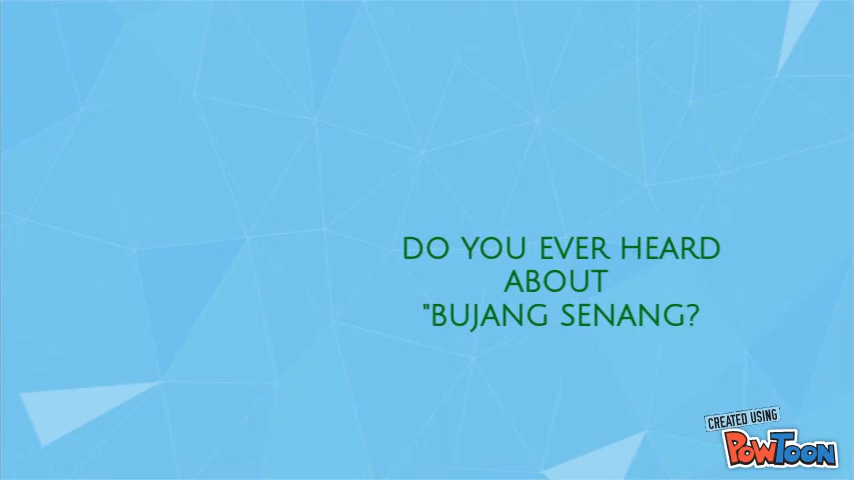 DO YOU EVER HEARD
ABOUT
"BUJANG SENANG?
CREATED USING
POWTOON